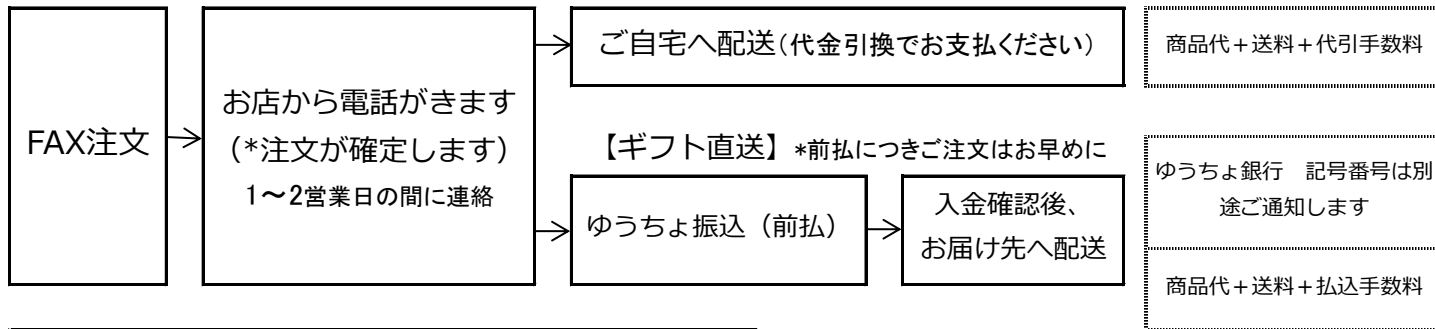 FAX注文
お店から電話がきます
(*注文が確定します)
1～2営業日の間に連絡
ご自宅へ配送(代金引換でお支払ください)
商品代＋送料＋代引手数料
【ギフト直送】*前払につきご注文はお早めに
ゆうちょ振込（前払）
入金確認後、
お届け先へ配送
ゆうちょ銀行　記号番号は別
途ご通知します
商品代＋送料＋払込手数料